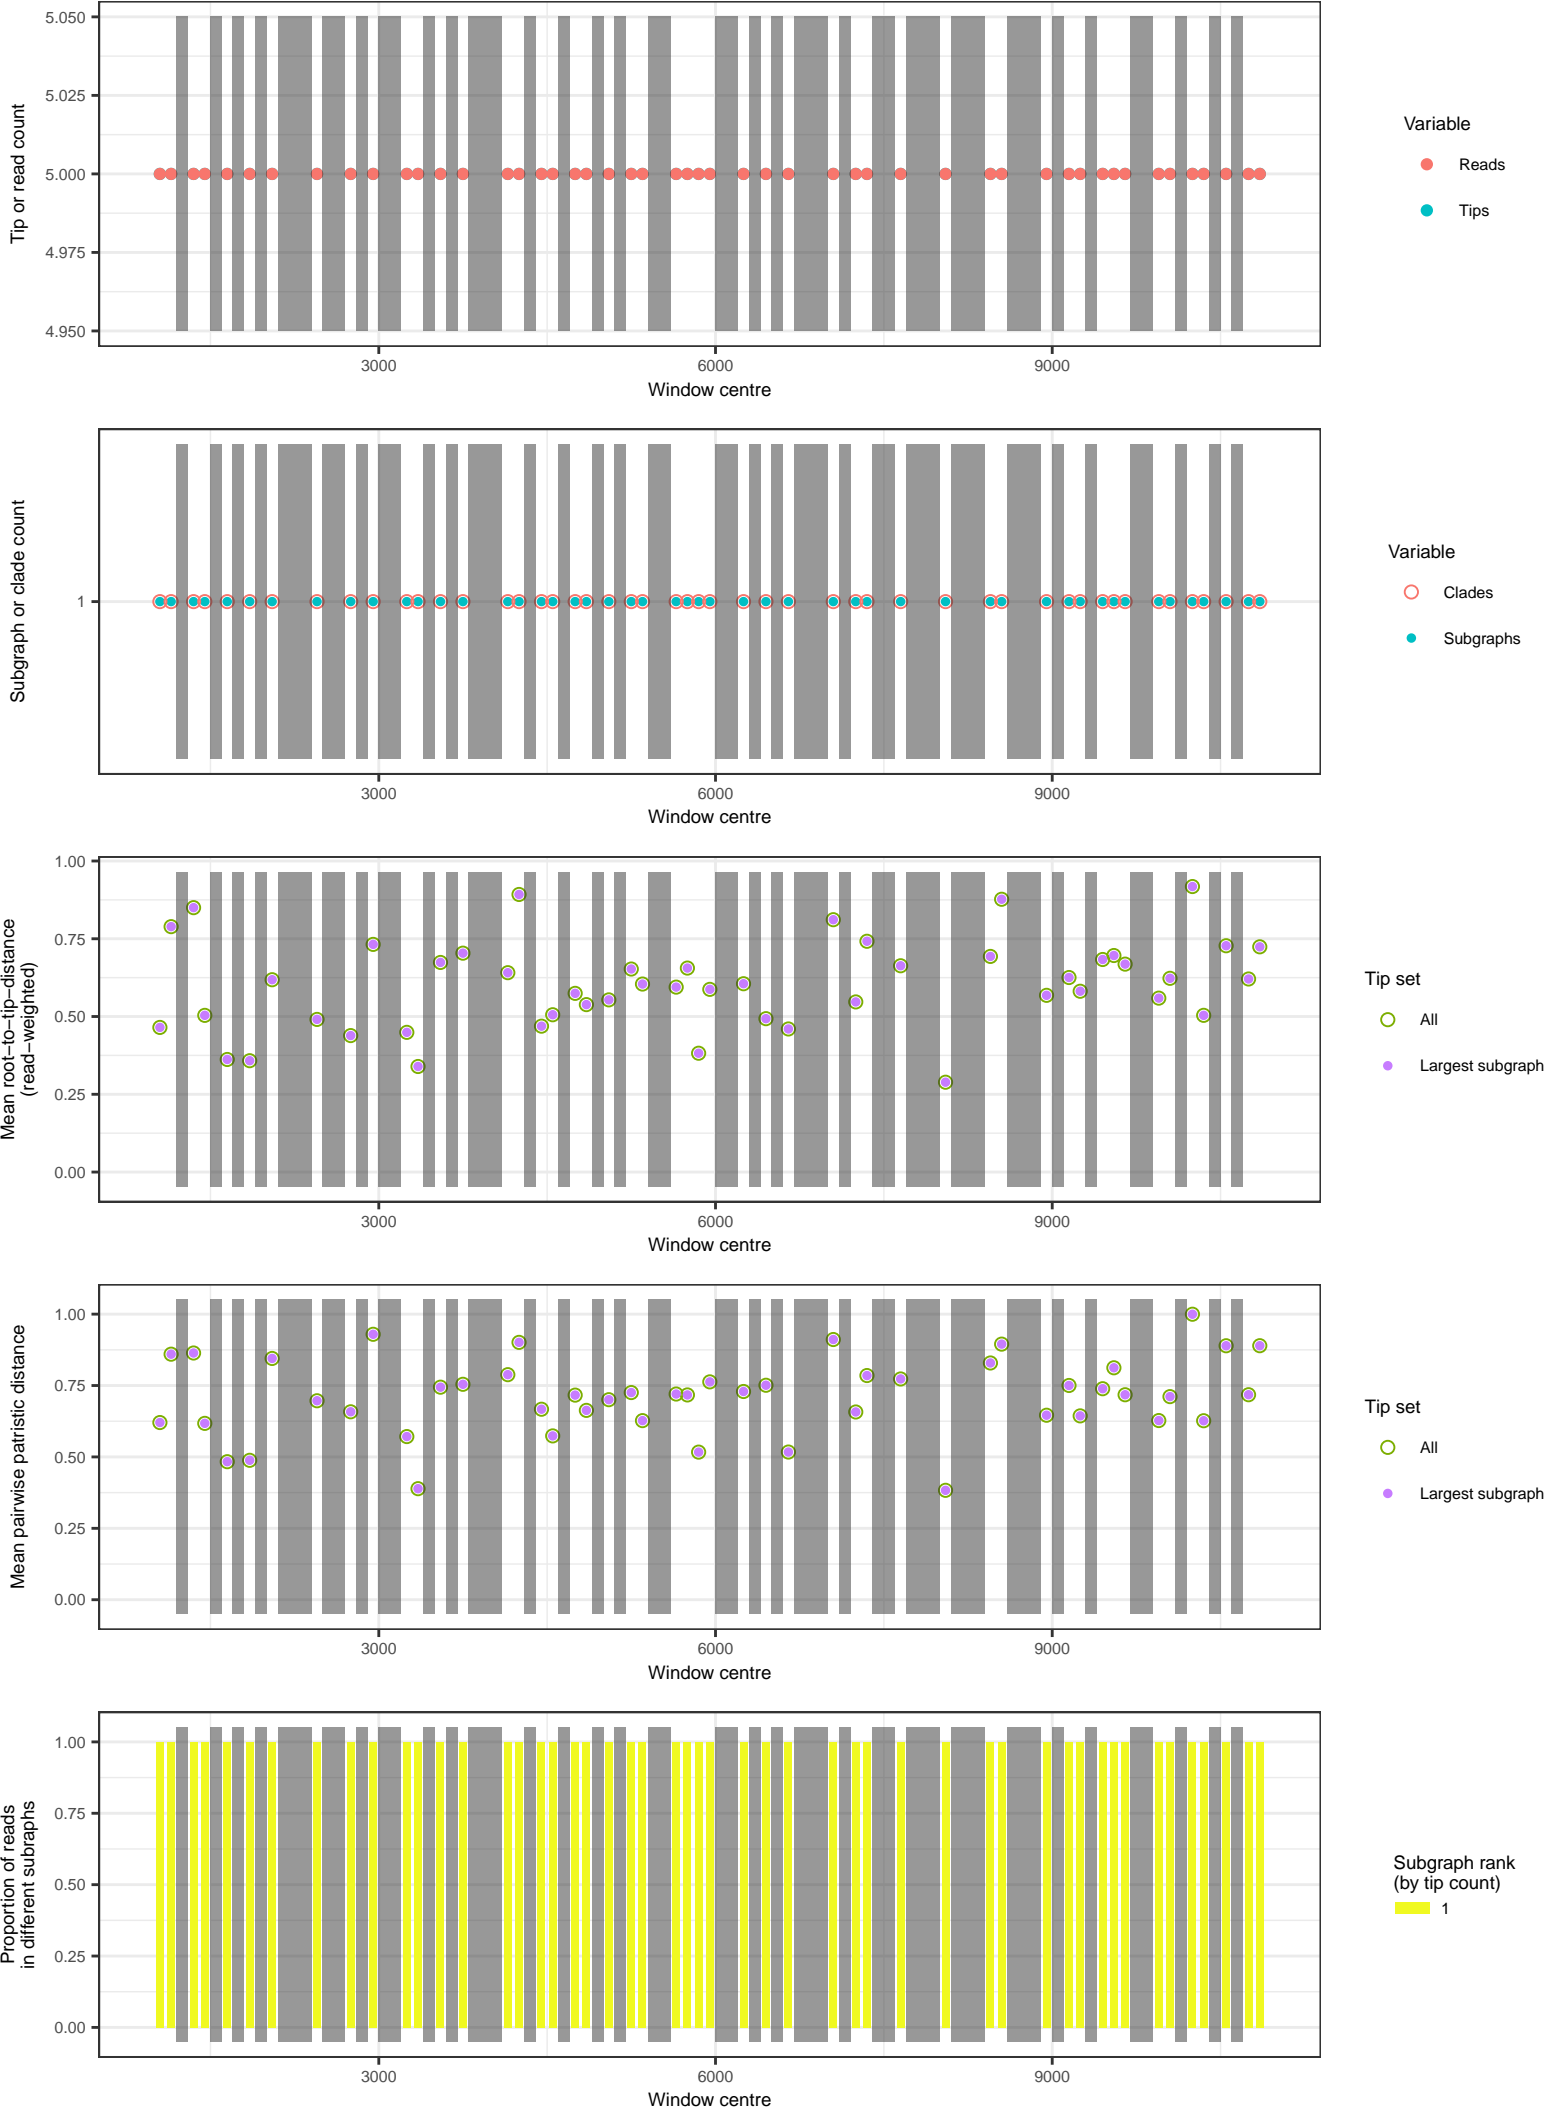 5.050
5.025
5.000
4.975
4.950
Tip or read count
3000 6000 9000
Window centre
Variable
Reads
Tips
1
Subgraph or clade count
3000 6000 9000
Window centre
Variable
Clades
Subgraphs
1.00
0.75
0.50
0.25
0.00
Mean root−to−tip−distance
(read−weighted)
3000 6000 9000
Window centre
Tip set
All
Largest subgraph
1.00
0.75
0.50
0.25
0.00
Mean pairwise patristic distance
3000 6000 9000
Window centre
Tip set
All
Largest subgraph
1.00
0.75
0.50
0.25
0.00
Proportion of reads
in different subraphs
3000 6000 9000
Window centre
Subgraph rank
(by tip count)
1